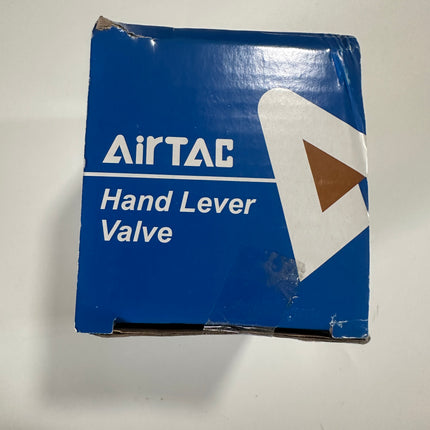 AirTAC
Hand Lever
Valve